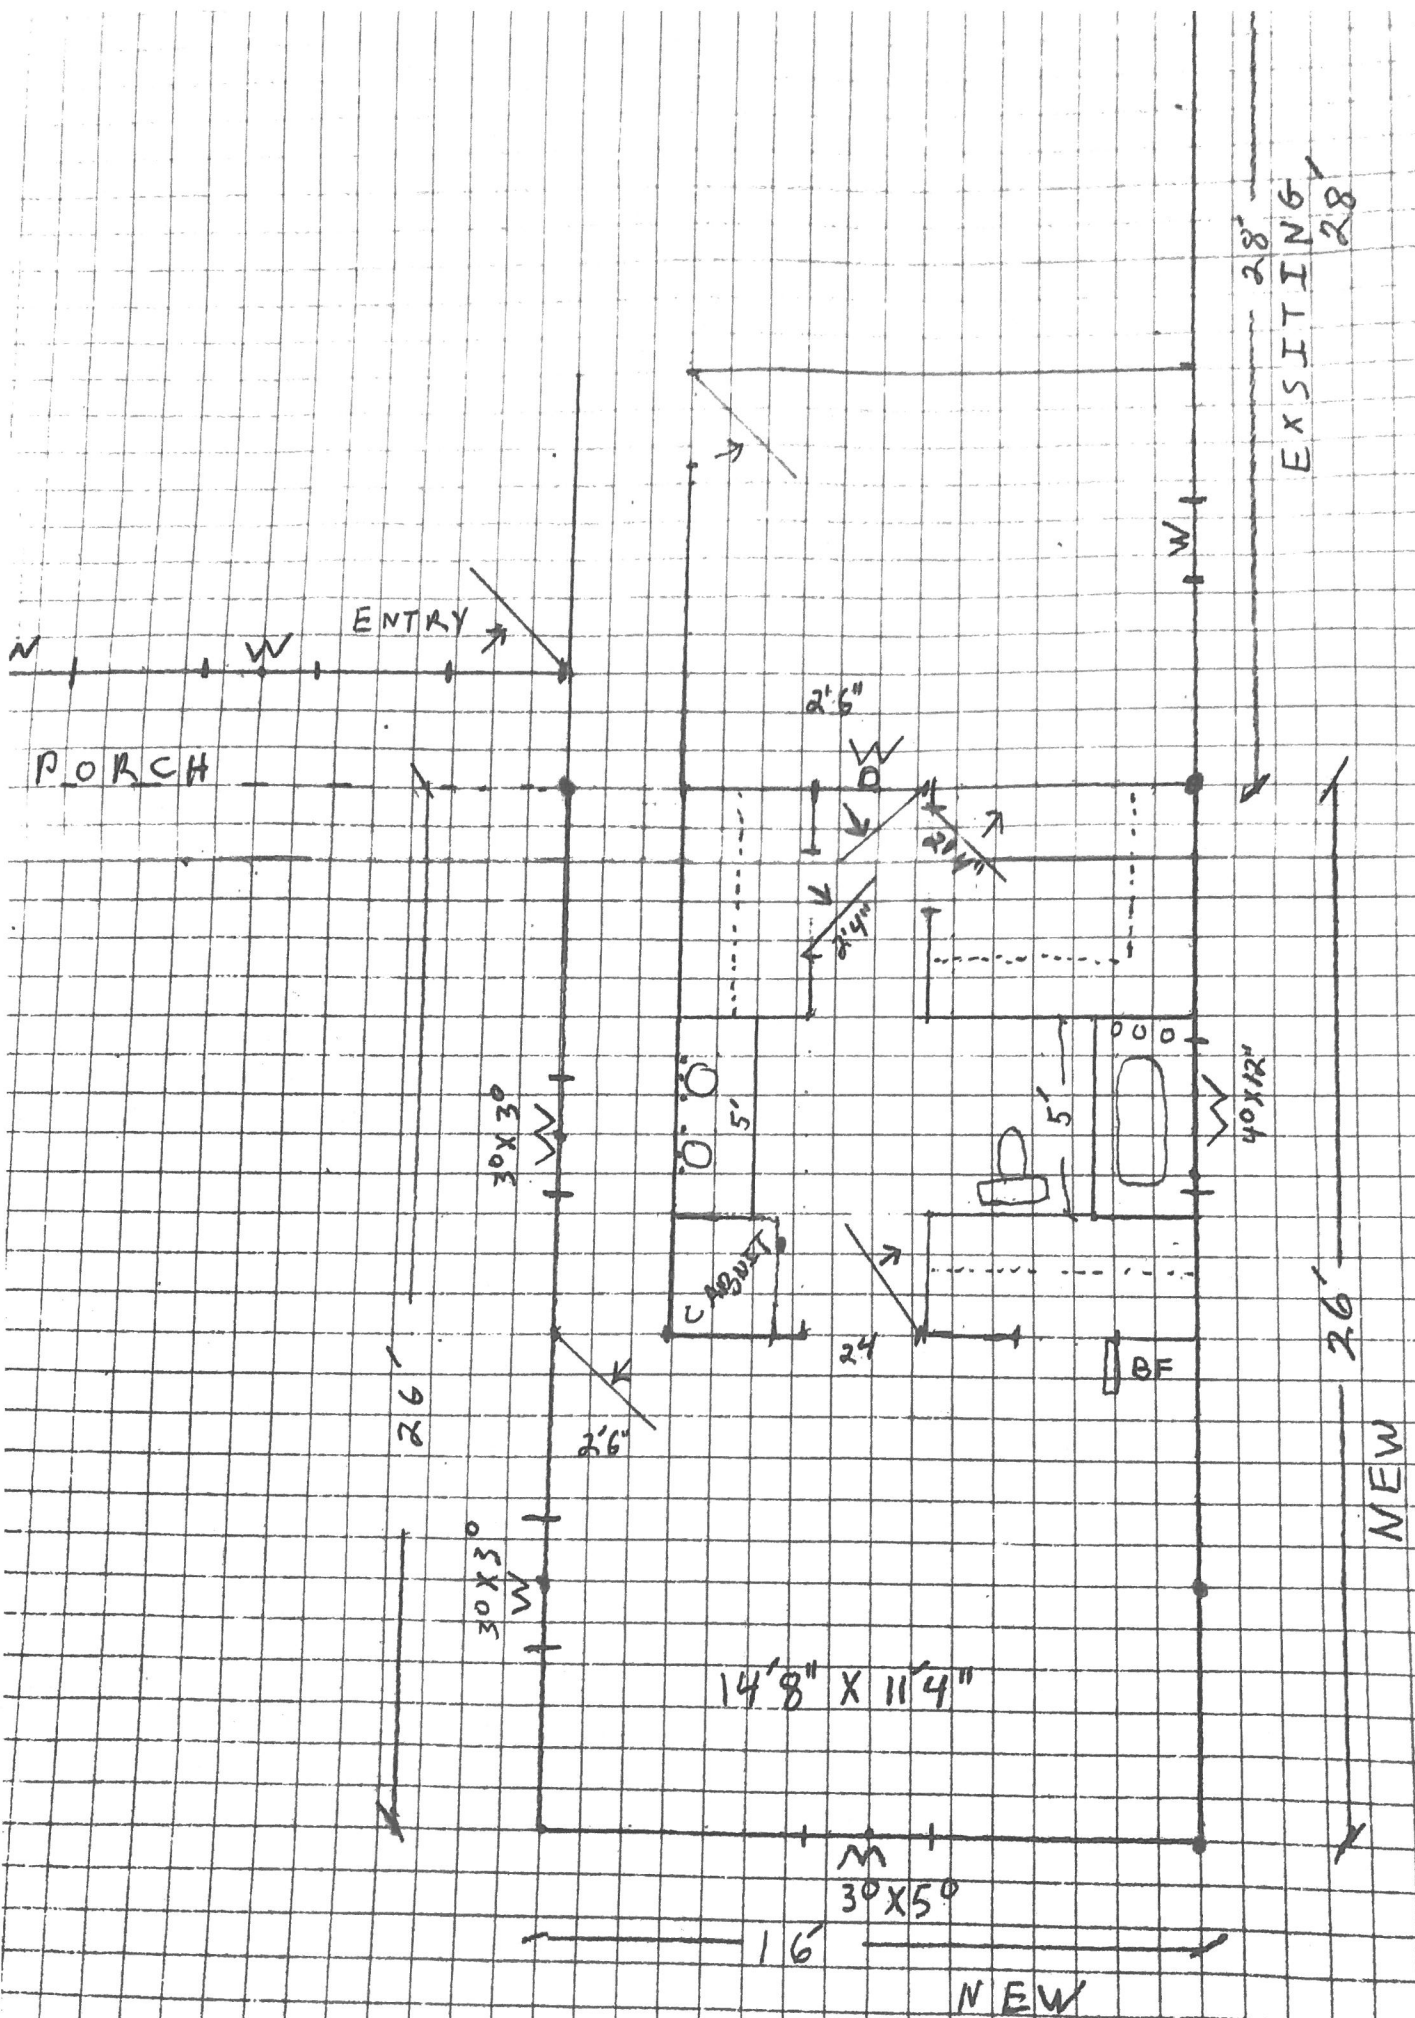 28'
EXSITING
28'
W
ENTRY
W
W
2'6"
PORCH
W
D
2'4"
2'4"
3⁰X3⁰
W
5'
5'
W
4⁰X12"
CABNIT
24
BF
26'
26'
NEW
2'6"
3⁰X3⁰
W
14'8" X 11'4"
W
3⁰X5⁰
16'
NEW